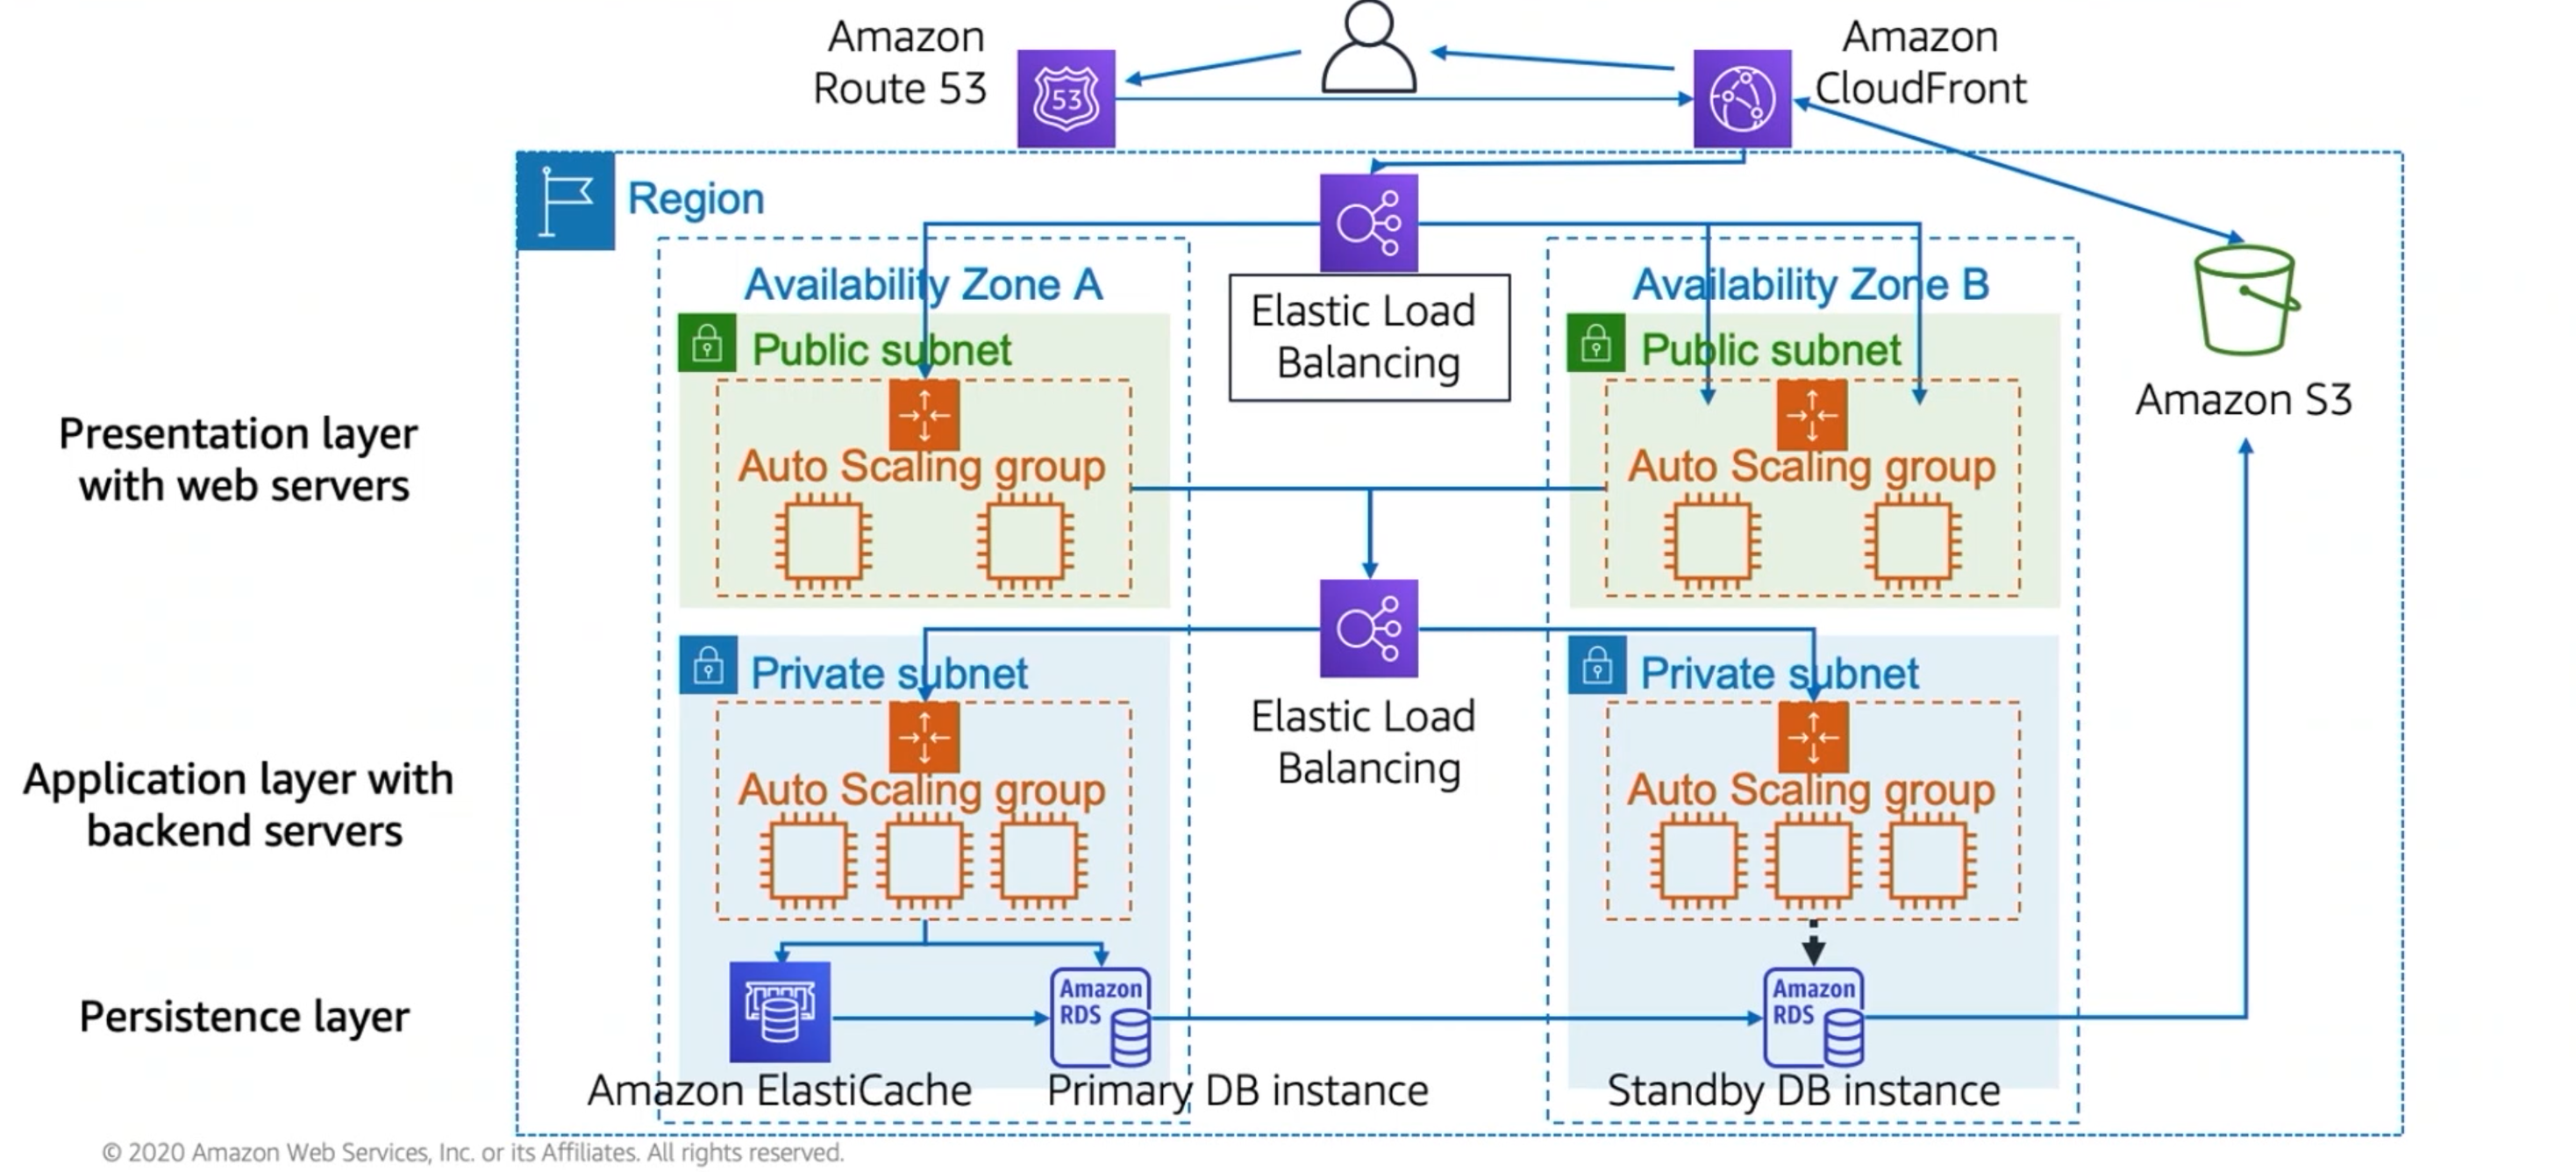 Amazon
Route 53
53
Amazon
CloudFront
Region
Availability Zone A
Elastic Load
Balancing
Availability Zone B
Public subnet
Public subnet
Amazon S3
Presentation layer
with web servers
Auto Scaling group
Auto Scaling group
Private subnet
Private subnet
Elastic Load
Balancing
Application layer with
backend servers
Auto Scaling group
Auto Scaling group
Persistence layer
Amazon
RDS
Amazon
RDS
Amazon ElastiCache
Primary DB instance
Standby DB instance
© 2020 Amazon Web Services, Inc. or its Affiliates. All rights reserved.